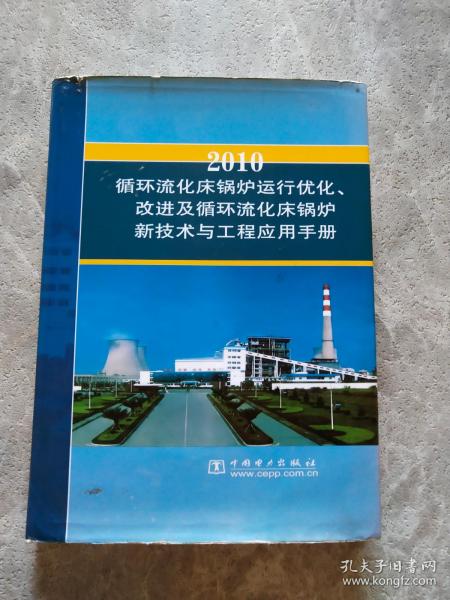 2010
循环流化床锅炉运行优化、
改进及循环流化床锅炉
新技术与工程应用手册
中国电力出版社
www.cepp.com.cn
孔夫子旧书网
www.kongfz.com